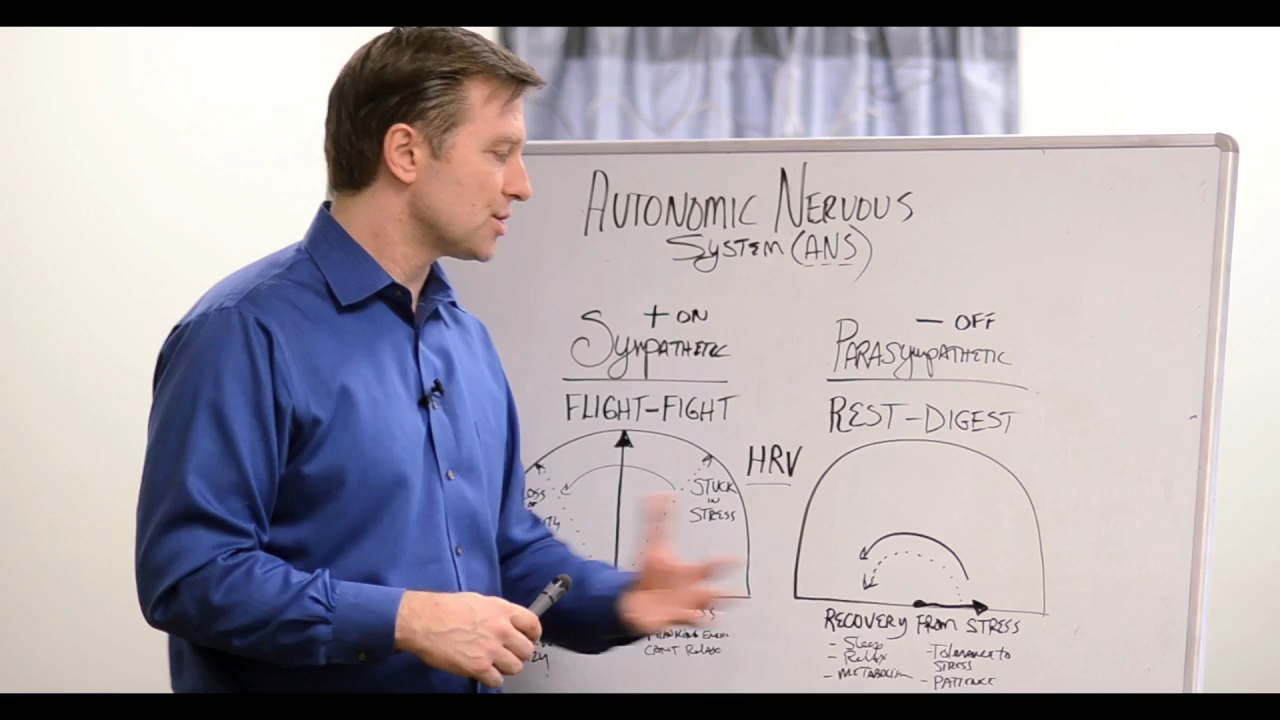 AUTONOMIC NERVOUS
SYSTEM (ANS)
+ ON
SYMPATHETIC
FLIGHT-FIGHT
STUCK
IN
STRESS
CAN'T RELAX
HRV
— OFF
PARASYMPATHETIC
REST-DIGEST
RECOVERY FROM STRESS
- Sleep
- Relax
- METABOLISM
- Tolerance to
STRESS
- PATIENCE